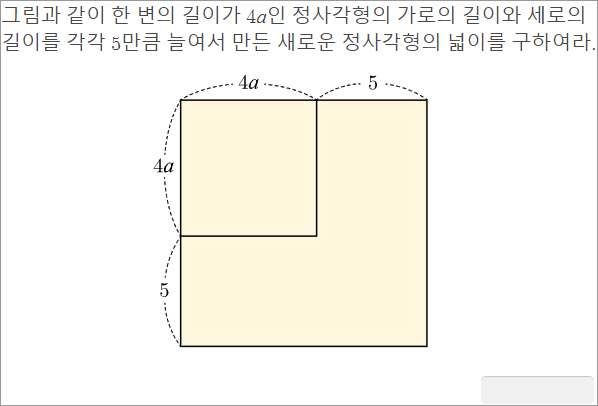 그림과 같이 한 변의 길이가 4a인 정사각형의 가로의 길이와 세로의
길이를 각각 5만큼 늘여서 만든 새로운 정사각형의 넓이를 구하여라.
4a
5
4a
5